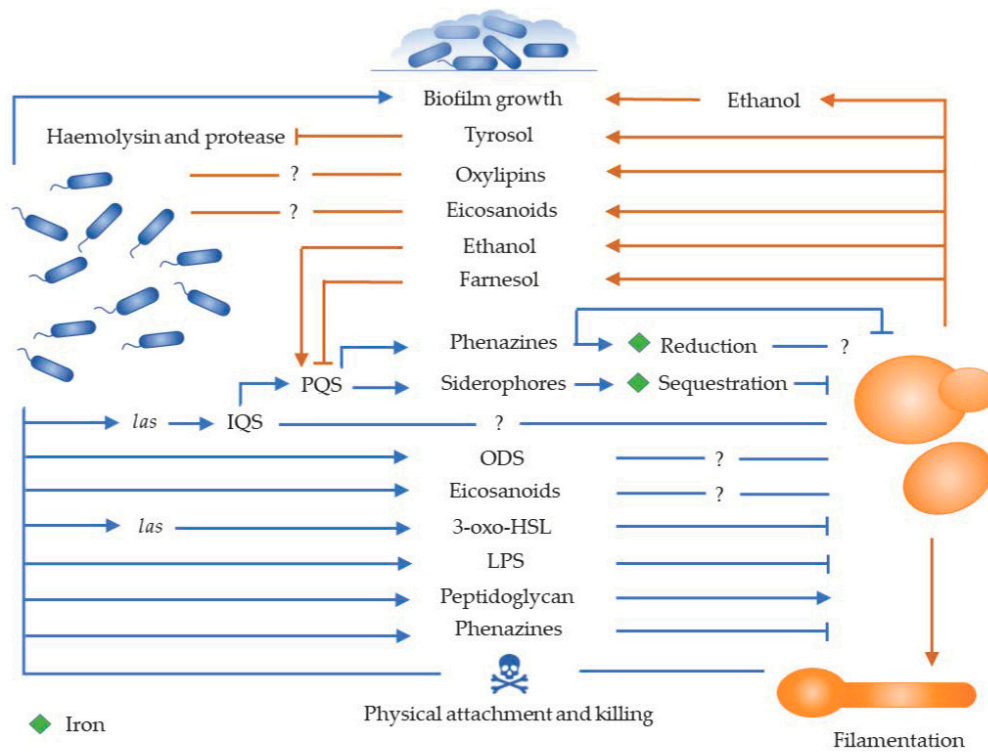 Biofilm growth Ethanol
Haemolysin and protease Tyrosol
? Oxylipins
? Eicosanoids
Ethanol
Farnesol
Phenazines Reduction ?
PQS Siderophores Sequestration
las IQS ?
ODS ?
Eicosanoids ?
las 3-oxo-HSL
LPS
Peptidoglycan
Phenazines
Physical attachment and killing
Iron
Filamentation